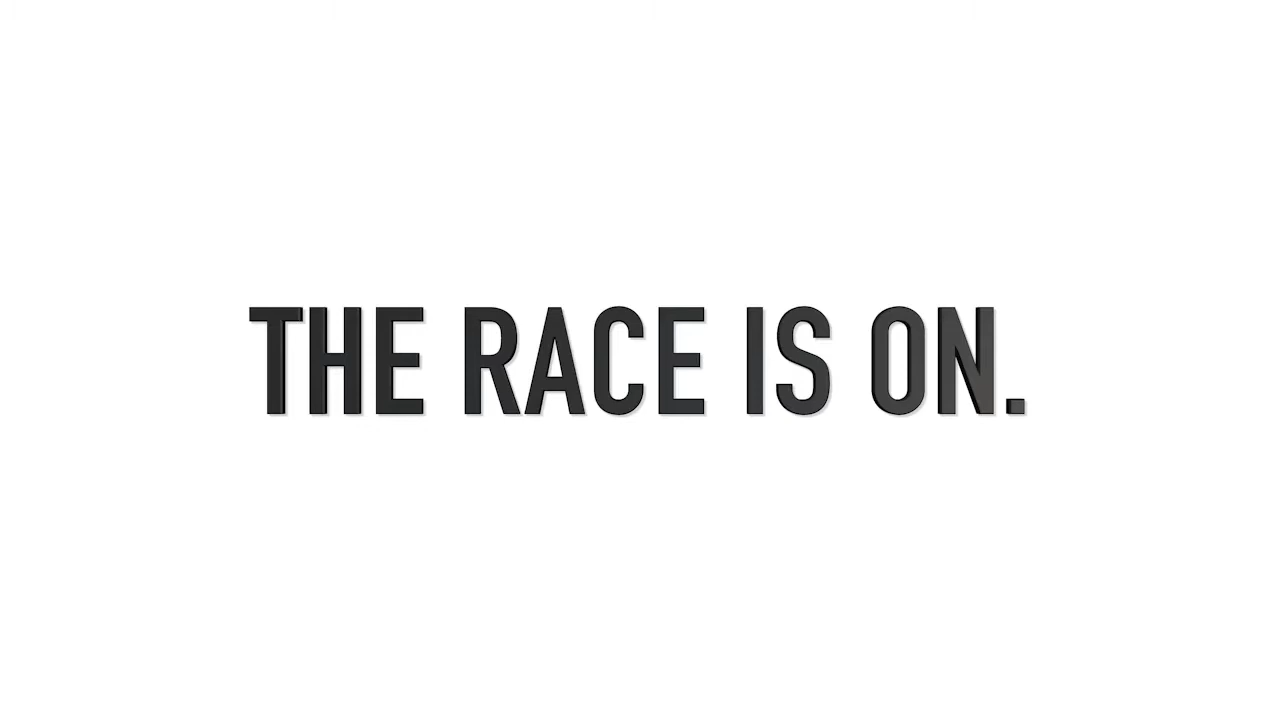 THE RACE IS ON.